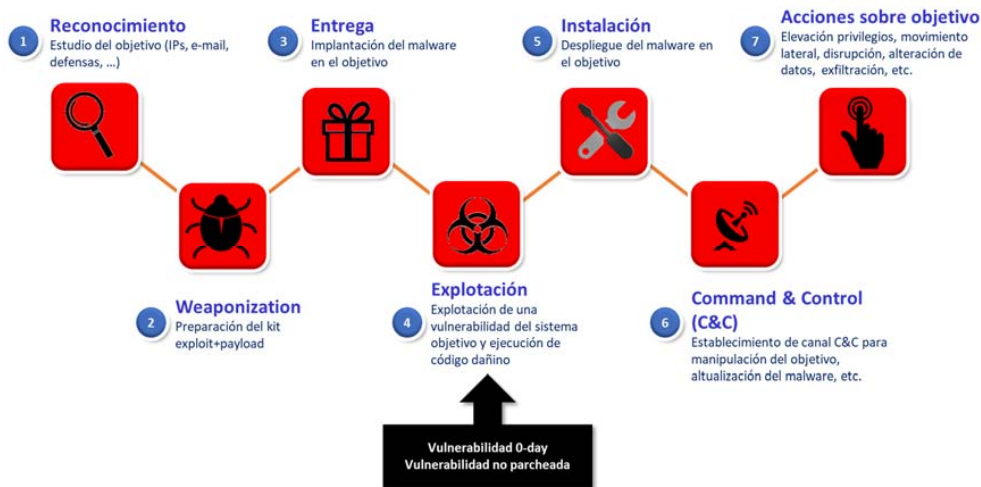 1
Reconocimiento
Estudio del objetivo (IPs, e-mail,
defensas, ...)
2
Weaponization
Preparación del kit
exploit+payload
3
Entrega
Implantación del malware
en el objetivo
4
Explotación
Explotación de una
vulnerabilidad del sistema
objetivo y ejecución de
código dañino
5
Instalación
Despliegue del malware en
el objetivo
6
Command & Control
(C&C)
Establecimiento de canal C&C para
manipulación del objetivo,
altualización del malware, etc.
7
Acciones sobre objetivo
Elevación privilegios, movimiento
lateral, disrupción, alteración de
datos, exfiltración, etc.
Vulnerabilidad 0-day
Vulnerabilidad no parcheada